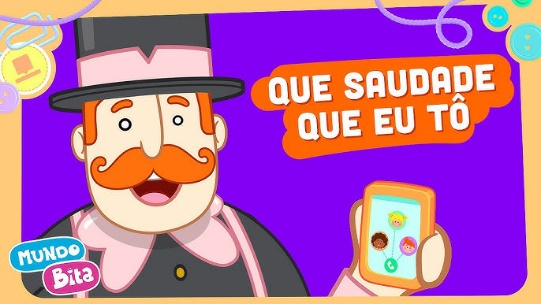 QUE SAUDADE
QUE EU TÔ
MUNDO
Bita